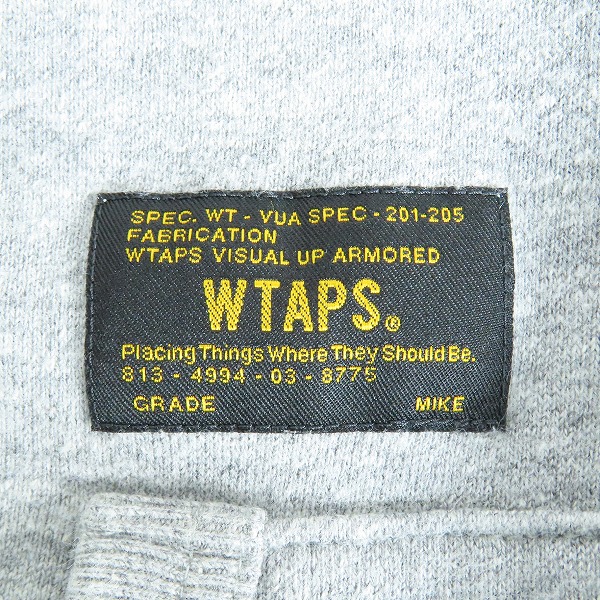 SPEC. WT - VUA SPEC - 201-205
FABRICATION
WTAPS VISUAL UP ARMORED
WTAPS®
Placing Things Where They Should Be.
813 - 4994 - 03 - 8775
GRADE MIKE